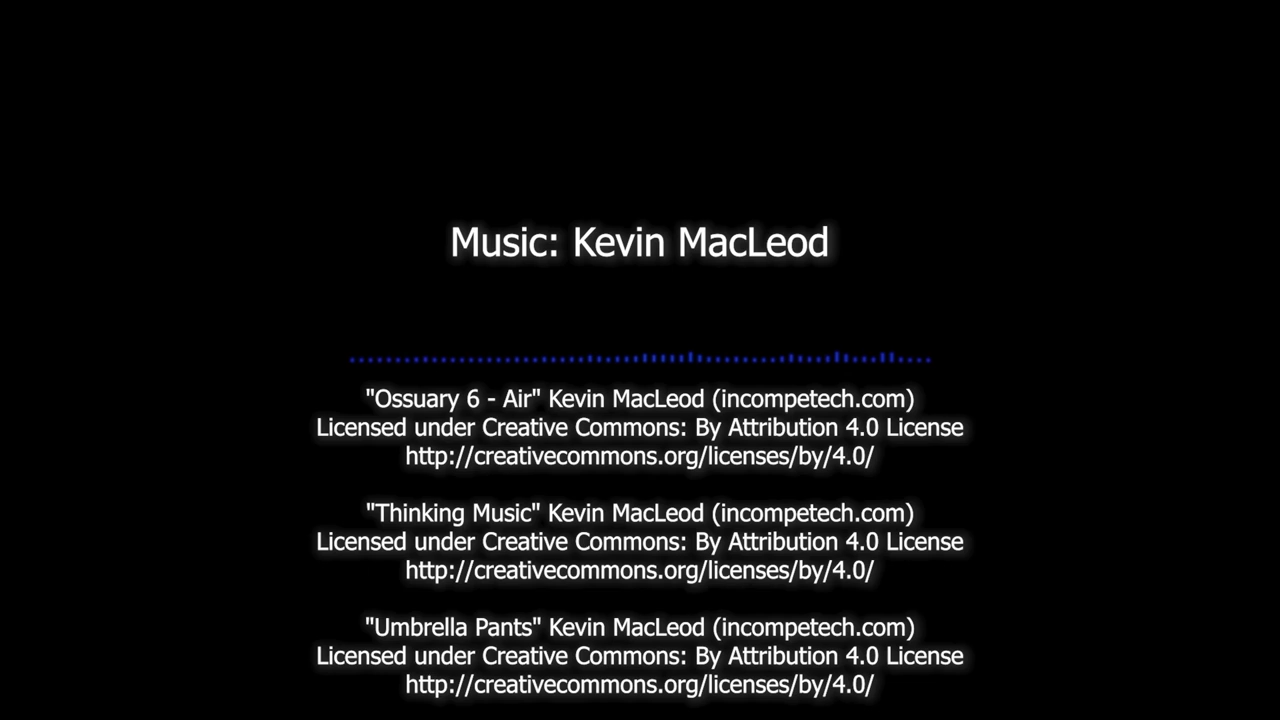 Music: Kevin MacLeod
"Ossuary 6 - Air" Kevin MacLeod (incompetech.com)
Licensed under Creative Commons: By Attribution 4.0 License
http://creativecommons.org/licenses/by/4.0/
"Thinking Music" Kevin MacLeod (incompetech.com)
Licensed under Creative Commons: By Attribution 4.0 License
http://creativecommons.org/licenses/by/4.0/
"Umbrella Pants" Kevin MacLeod (incompetech.com)
Licensed under Creative Commons: By Attribution 4.0 License
http://creativecommons.org/licenses/by/4.0/